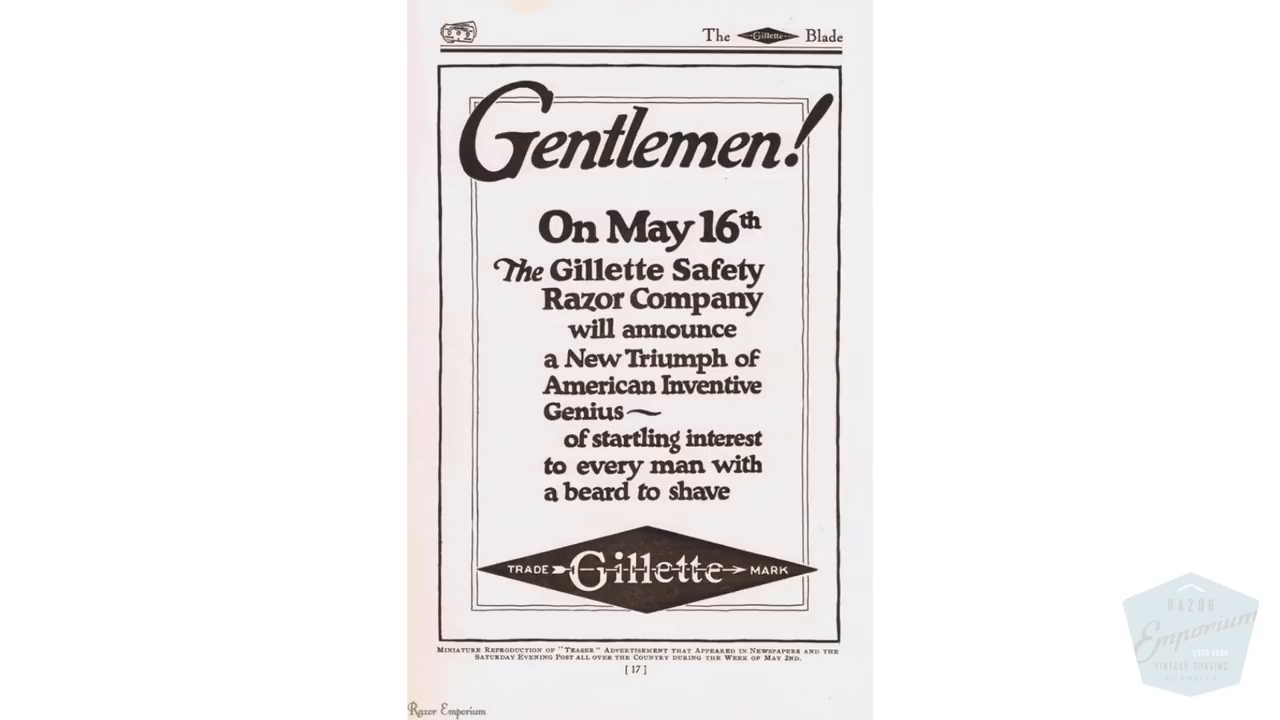 The Gillette Blade
Gentlemen!
On May 16th
The Gillette Safety
Razor Company
will announce
a New Triumph of
American Inventive
Genius~
of startling interest
to every man with
a beard to shave
TRADE Gillette MARK
MINIATURE REPRODUCTION OF "TEASER" ADVERTISEMENT THAT APPEARED IN NEWSPAPERS AND THE
SATURDAY EVENING POST ALL OVER THE COUNTRY DURING THE WEEK OF MAY 2ND.
[ 17 ]
Razor Emporium
RAZOR
Emporium
VINTAGE SHAVING
SUPPLIES